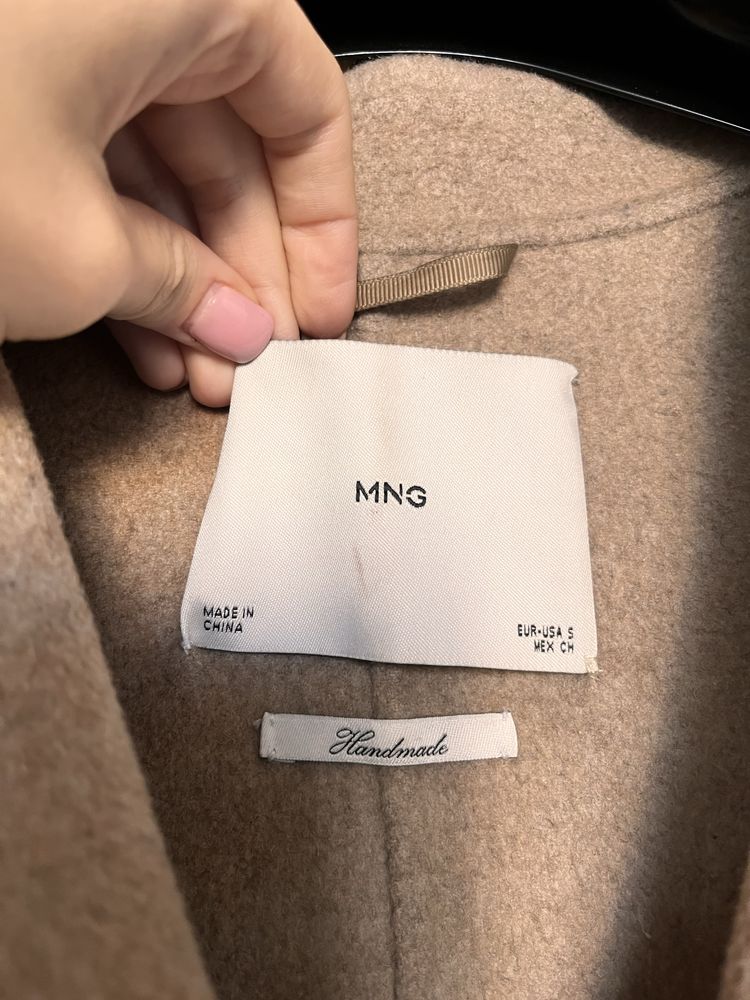 MNG
MADE IN
CHINA
EUR-USA S
MEX CH
Handmade